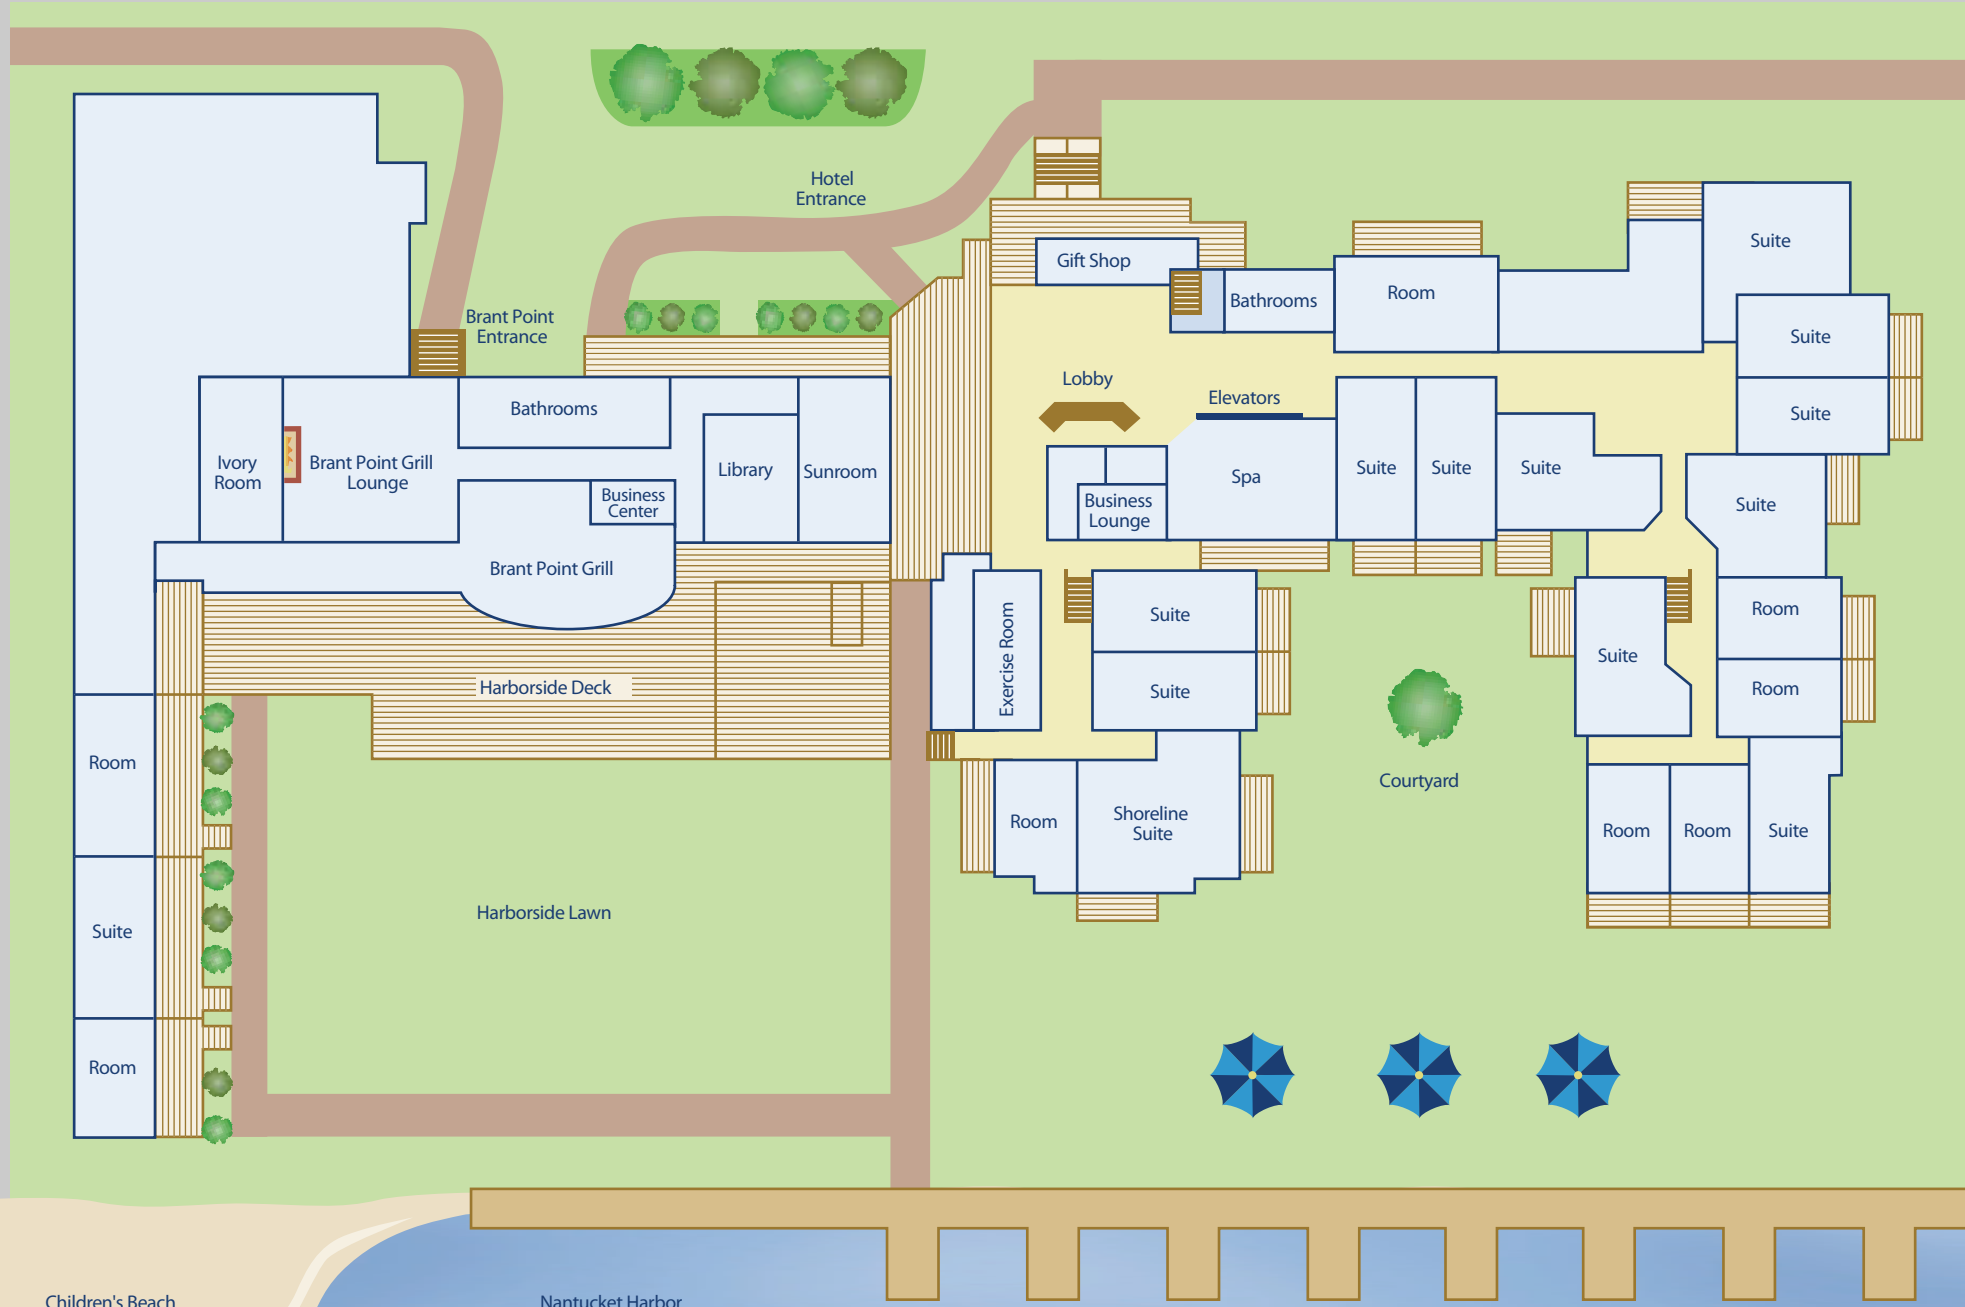 Hotel
Entrance
Suite
Gift Shop
Room
Bathrooms
Brant Point
Entrance
Suite
Lobby
Elevators
Bathrooms
Suite
Ivory
Room
Brant Point Grill
Lounge
Library
Sunroom
Business
Center
Business
Lounge
Spa
Suite
Suite
Suite
Suite
Brant Point Grill
Exercise Room
Suite
Room
Suite
Harborside Deck
Suite
Room
Room
Courtyard
Room
Shoreline
Suite
Room
Room
Suite
Harborside Lawn
Suite
Room
Children's Beach
Nantucket Harbor